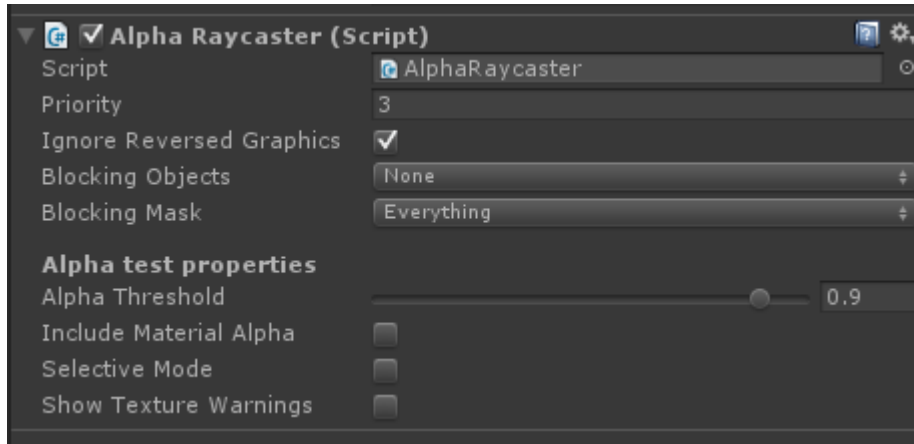 Alpha Raycaster (Script)
Script AlphaRaycaster
Priority 3
Ignore Reversed Graphics
Blocking Objects None
Blocking Mask Everything
Alpha test properties
Alpha Threshold 0.9
Include Material Alpha
Selective Mode
Show Texture Warnings